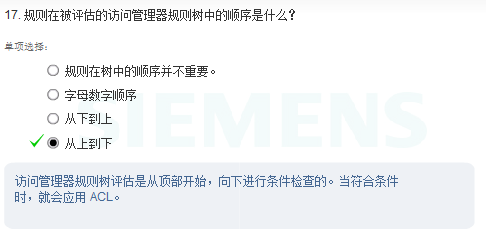 17. 规则在被评估的访问管理器规则树中的顺序是什么？
单项选择:
规则在树中的顺序并不重要。
字母数字顺序
从下到上
从上到下
SIEMENS
访问管理器规则树评估是从顶部开始，向下进行条件检查的。当符合条件
时，就会应用 ACL。